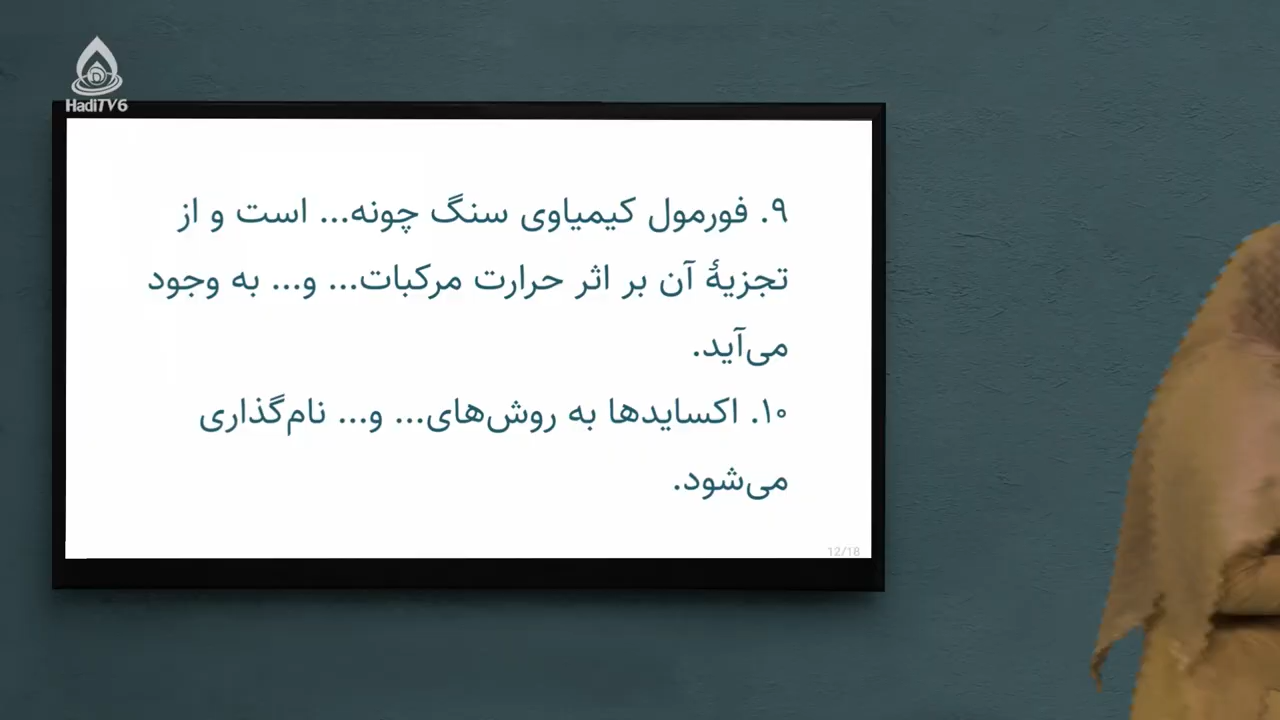 HadiTV6
۹. فورمول کیمیاوی سنگ چونه... است و از
تجزیهٔ آن بر اثر حرارت مرکبات... و... به وجود
می‌آید.
۱۰. اکسایدها به روش‌های... و... نام‌گذاری
می‌شود.
12/18